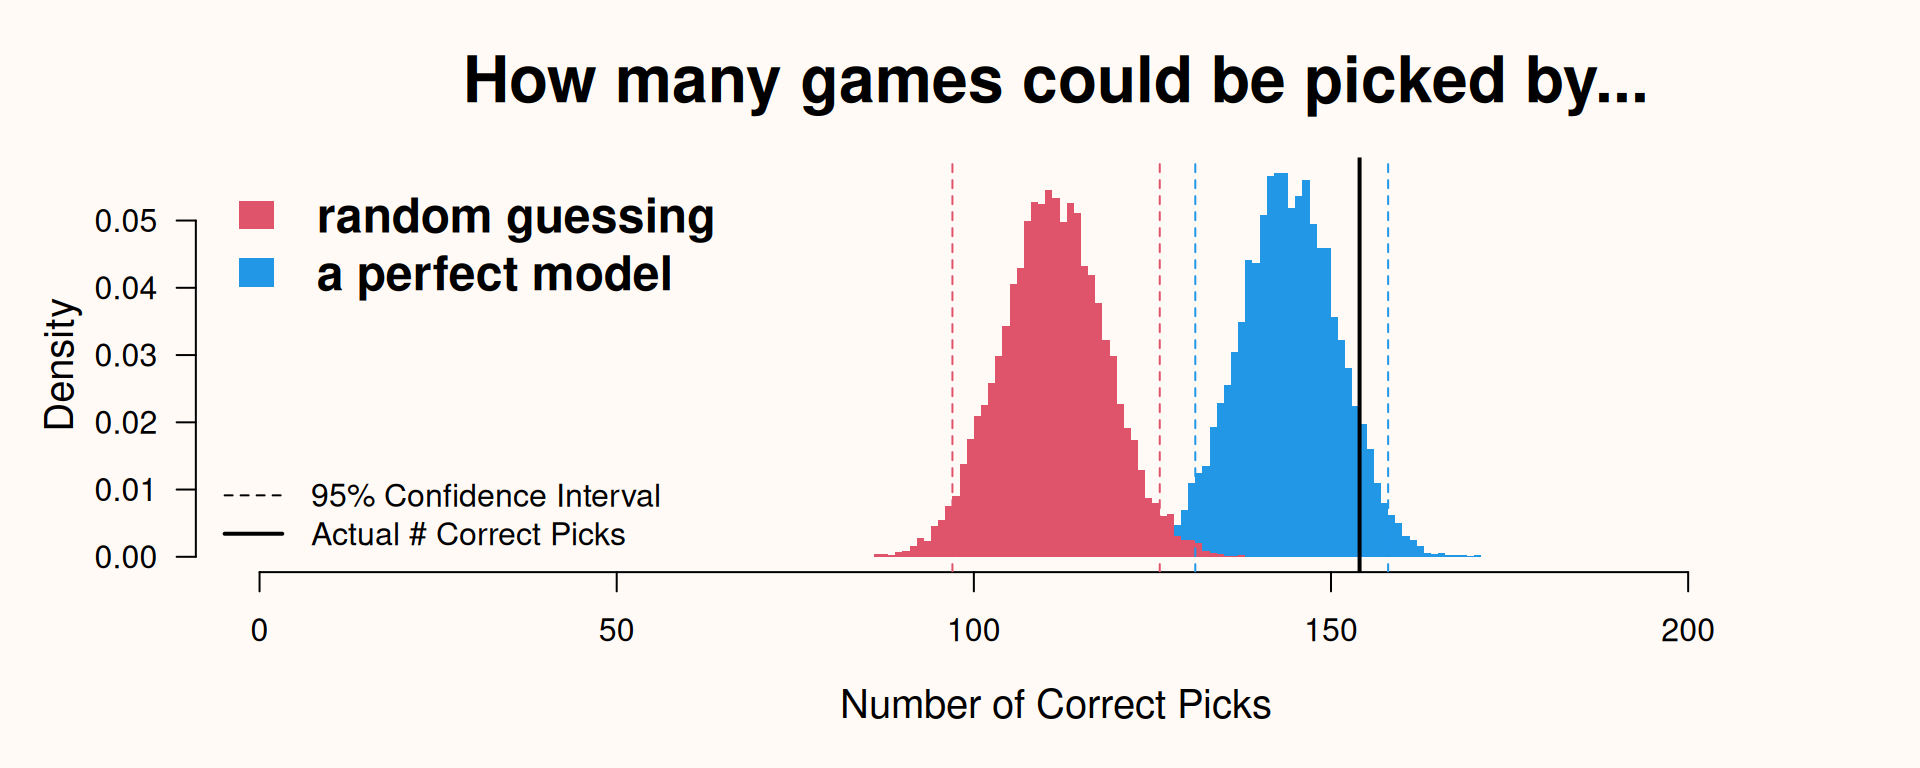 How many games could be picked by...
random guessing
a perfect model
Density
0.05
0.04
0.03
0.02
0.01
0.00
95% Confidence Interval
Actual # Correct Picks
0 50 100 150 200
Number of Correct Picks